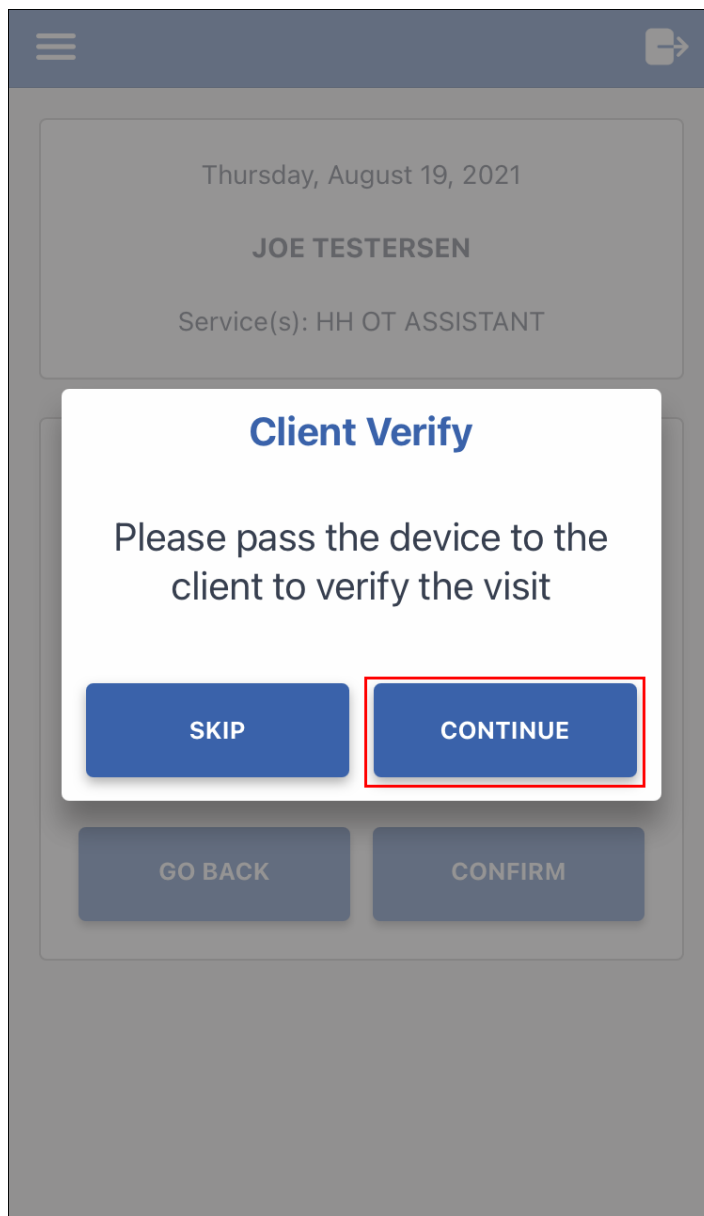 Thursday, August 19, 2021
JOE TESTERSEN
Service(s): HH OT ASSISTANT
Client Verify
Please pass the device to the
client to verify the visit
SKIP CONTINUE
GO BACK CONFIRM